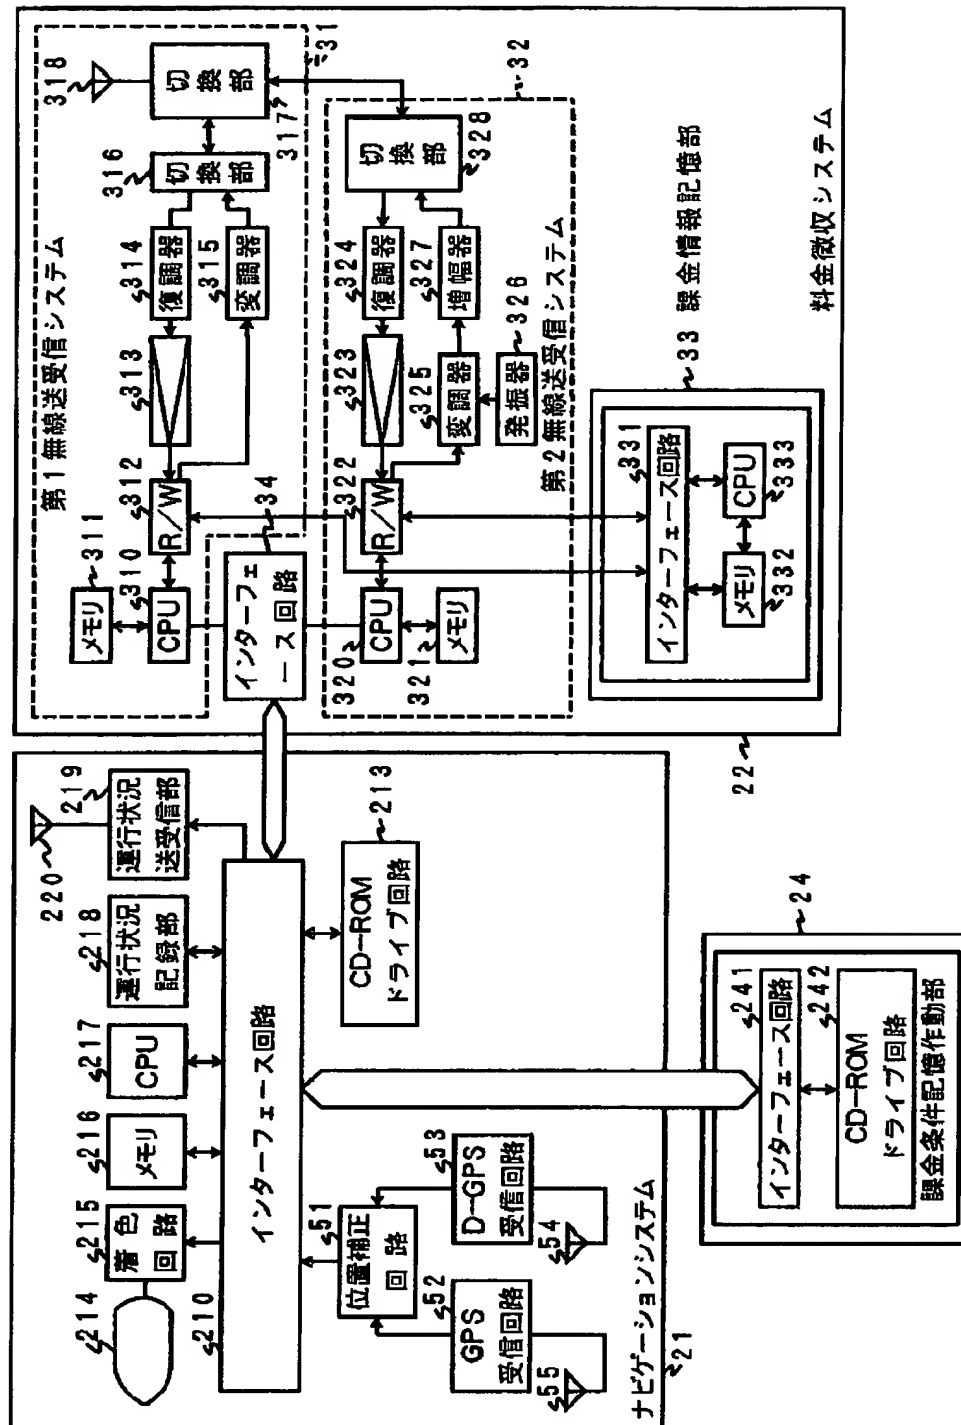 220
219
運行状況
送受信部
218
運行状況
記録部
217
CPU
216
メモリ
215
着色
回路
214
210
インターフェース回路
213
CD-ROM
ドライブ回路
51
位置補正
回路
53
D-GPS
受信回路
54
52
GPS
受信回路
55
ナビゲーションシステム
21
24
241
インターフェース回路
242
CD-ROM
ドライブ回路
課金条件記憶作動部
318
切換部
317
31
316
切換部
第1無線送受信システム
314
復調器
315
変調器
313
312
R/W
311
メモリ
310
CPU
34
インターフェ
ース回路
32
切換部
328
324
復調器
327
増幅器
323
325
変調器
326
発振器
第2無線送受信システム
322
R/W
320
CPU
321
メモリ
33 課金情報記憶部
331
インターフェース回路
CPU
333
メモリ
332
料金徴収システム
22